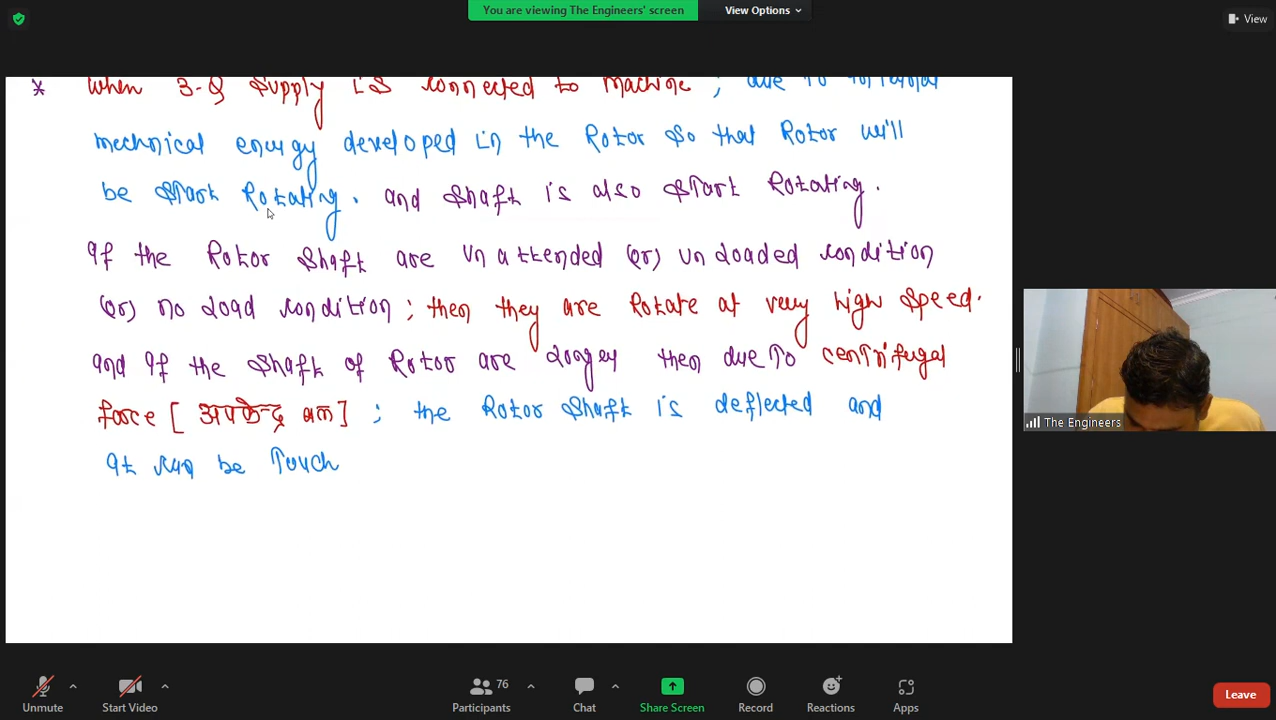 You are viewing The Engineers' screen
View Options
View
* When 3-Φ Supply is connected to Machine ; due to
mechnical energy developed in the Rotor so that Rotor will
be start Rotating. and shaft is also start Rotating.
If the Rotor shaft are unattended (or) unloaded condition
(or) no load condition ; then they are Rotate at very high speed.
and If the shaft of Rotor are longer then due to centrifugal
force [अपकेन्द्र बल] ; the Rotor shaft is deflected and
It can be Touch
The Engineers
76
Unmute
Start Video
Participants
Chat
Share Screen
Record
Reactions
Apps
Leave